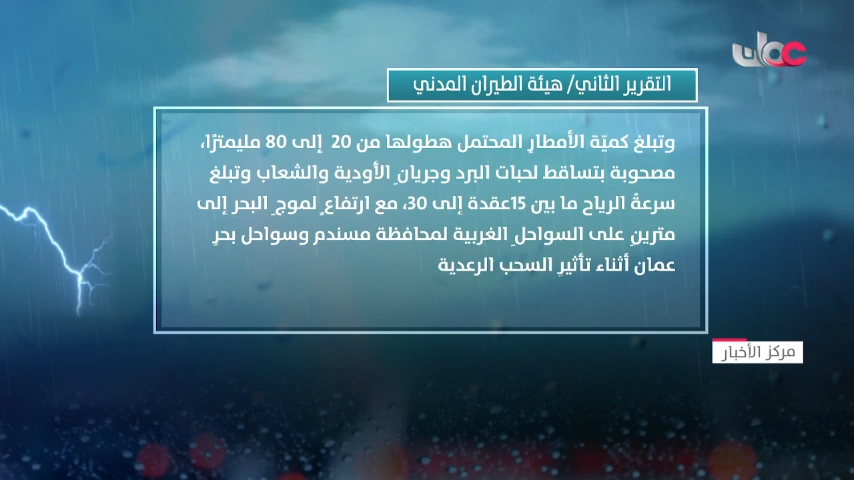 عمان
التقرير الثاني/ هيئة الطيران المدني
وتبلغ كميّة الأمطارِ المحتمل هطولها من 20 إلى 80 مليمترًا،
مصحوبة بتساقط لحبات البرد وجريانِ الأودية والشعاب وتبلغ
سرعةُ الرياح ما بين 15عقدة إلى 30، مع ارتفاعٍ لموجِ البحر إلى
مترينِ على السواحلِ الغربية لمحافظة مسندم وسواحل بحرِ
عمان أثناء تأثيرِ السحب الرعدية
مركز الأخبار